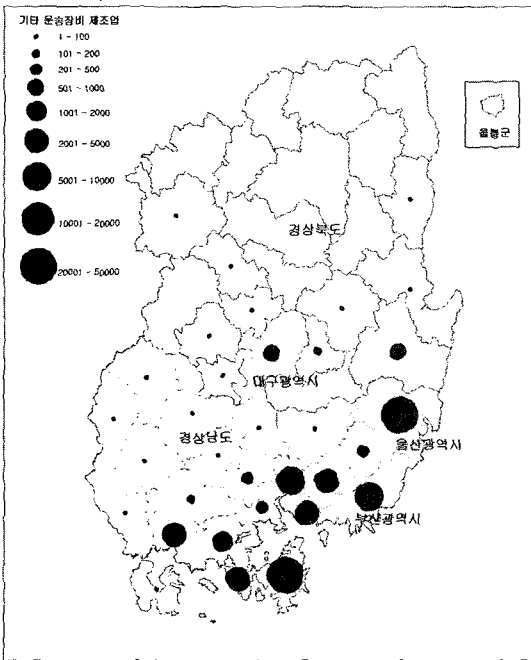 기타 운송장비 제조업
1 - 100
101 - 200
201 - 500
501 - 1000
1001 - 2000
2001 - 5000
5001 - 10000
10001 - 20000
20001 - 50000
울릉군
경상북도
대구광역시
경상남도
울산광역시
부산광역시